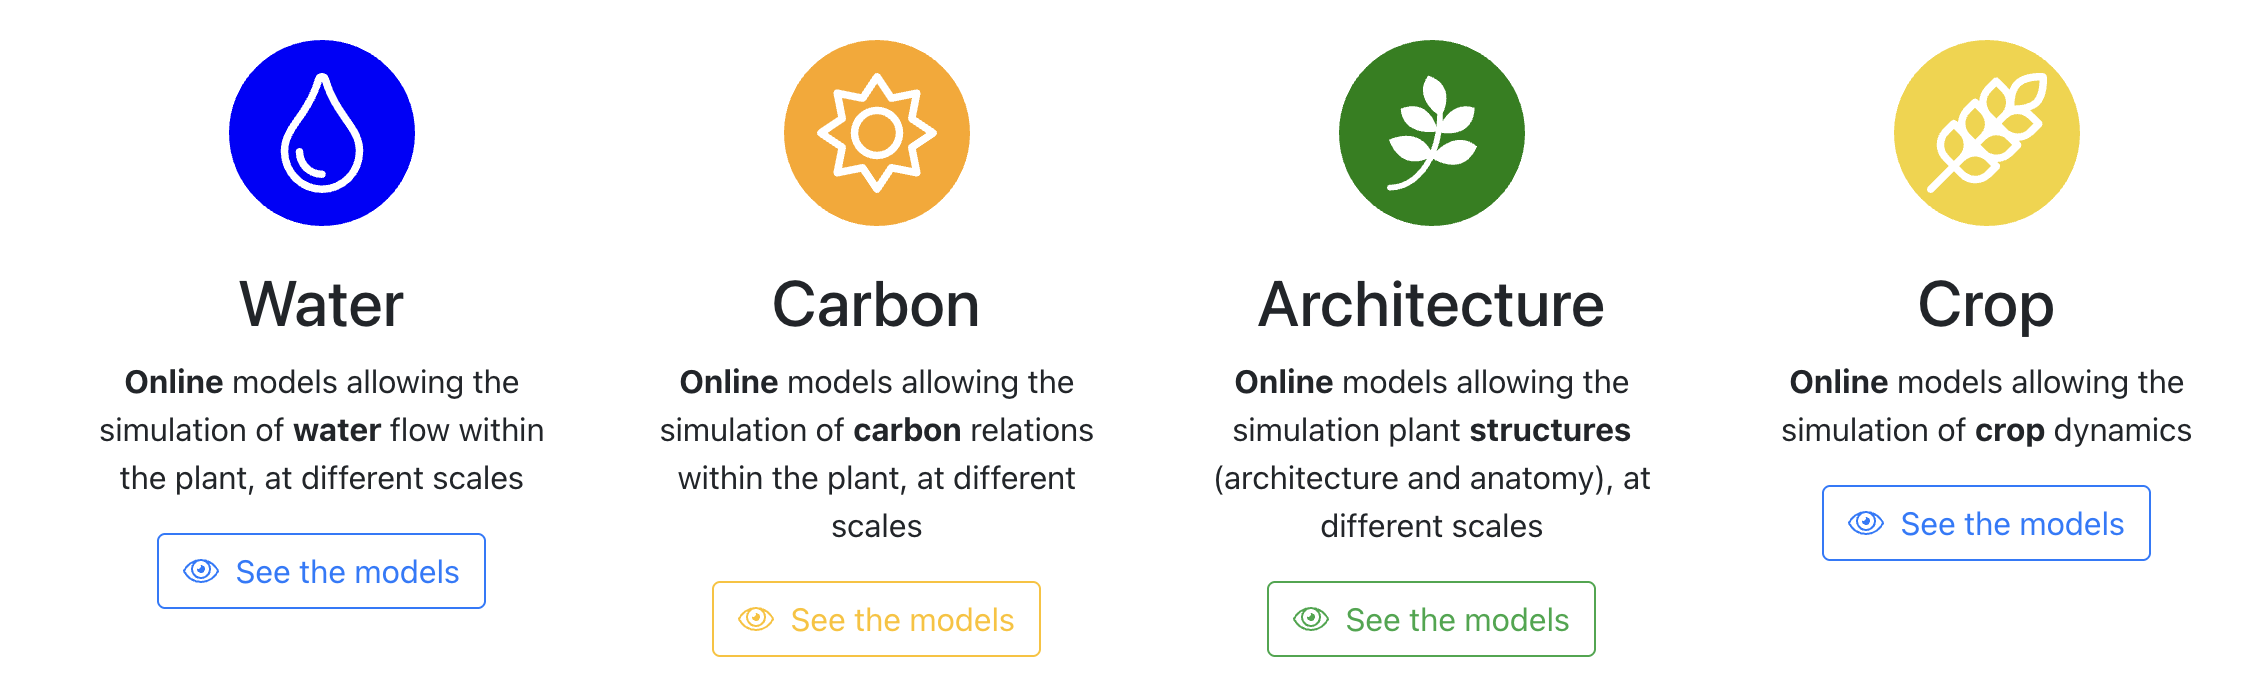 Water
Online models allowing the
simulation of water flow within
the plant, at different scales
See the models
Carbon
Online models allowing the
simulation of carbon relations
within the plant, at different
scales
See the models
Architecture
Online models allowing the
simulation plant structures
(architecture and anatomy), at
different scales
See the models
Crop
Online models allowing the
simulation of crop dynamics
See the models